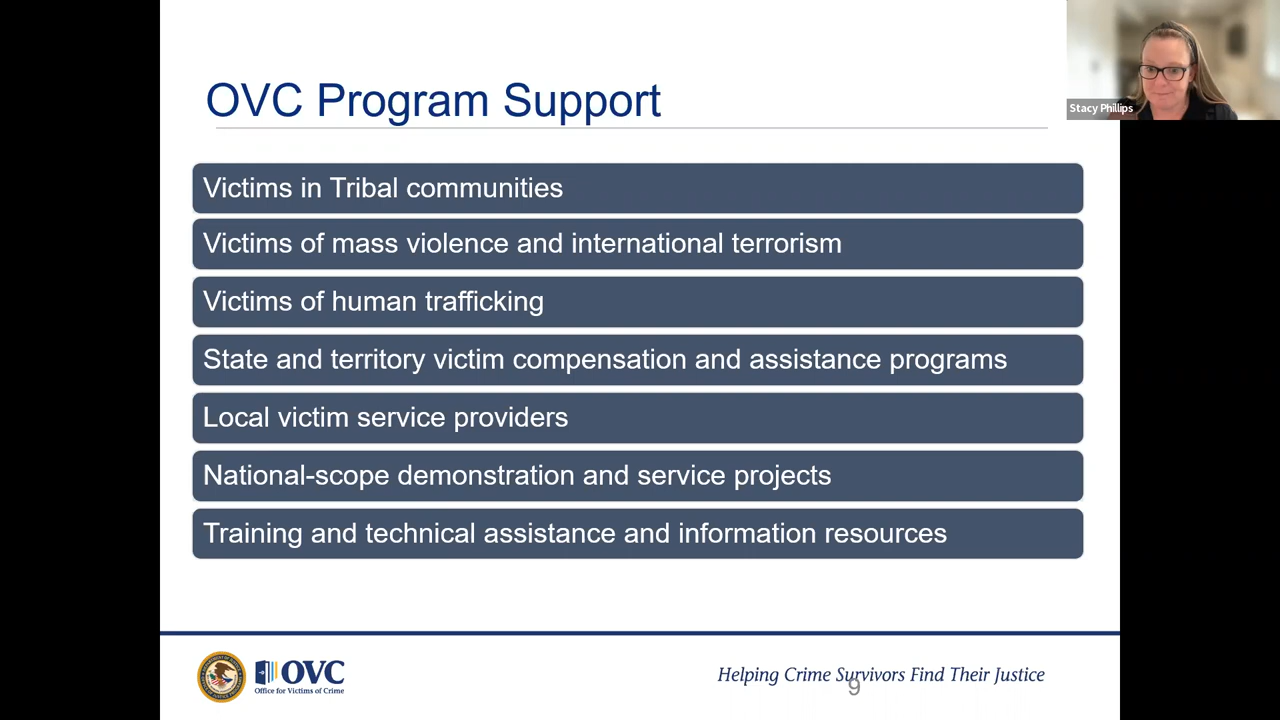 OVC Program Support
Stacy Phillips
Victims in Tribal communities
Victims of mass violence and international terrorism
Victims of human trafficking
State and territory victim compensation and assistance programs
Local victim service providers
National-scope demonstration and service projects
Training and technical assistance and information resources
OVC
Office for Victims of Crime
Helping Crime Survivors Find Their Justice
9